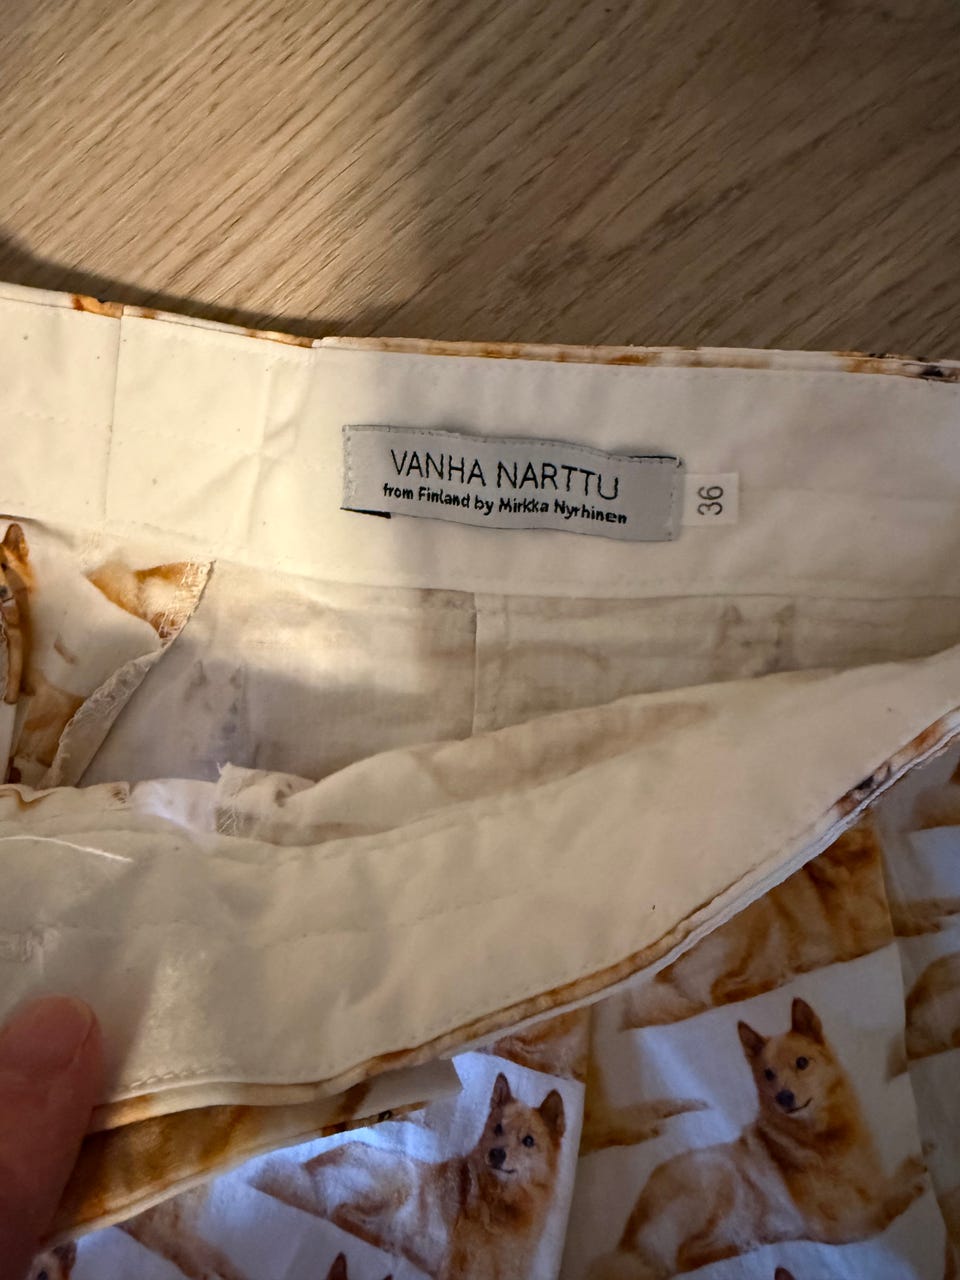 VANHA NARTTU
from Finland by Mirkka Nyrhinen
36